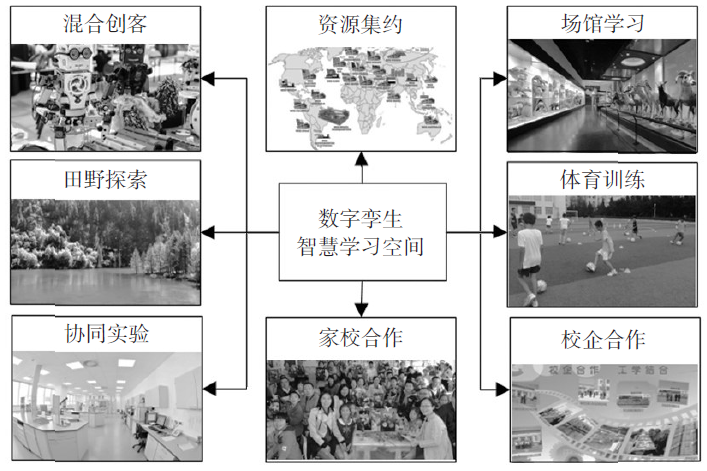 混合创客
资源集约
场馆学习
田野探索
数字孪生
智慧学习空间
体育训练
协同实验
家校合作
校企合作
校企合作 工学结合